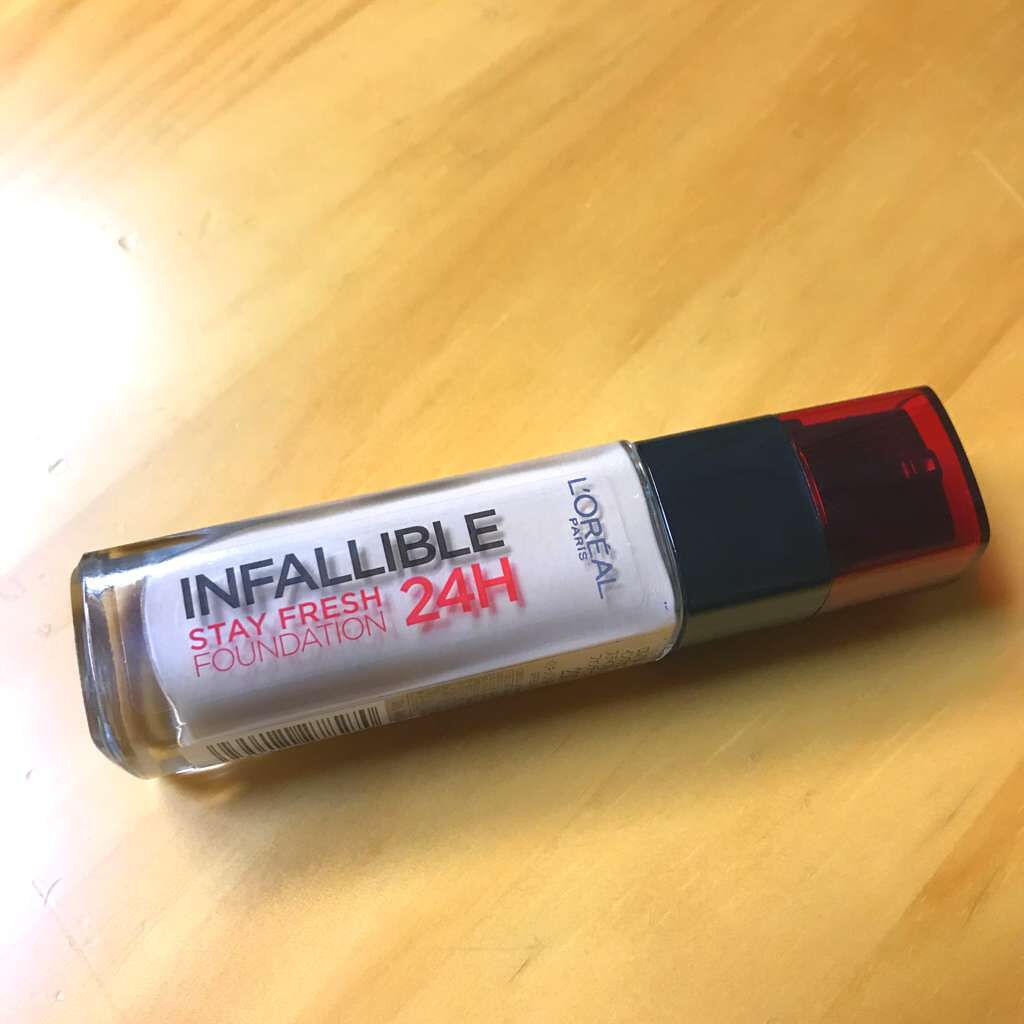 INFALLIBLE
STAY FRESH
FOUNDATION
24H
L'ORÉAL
PARIS